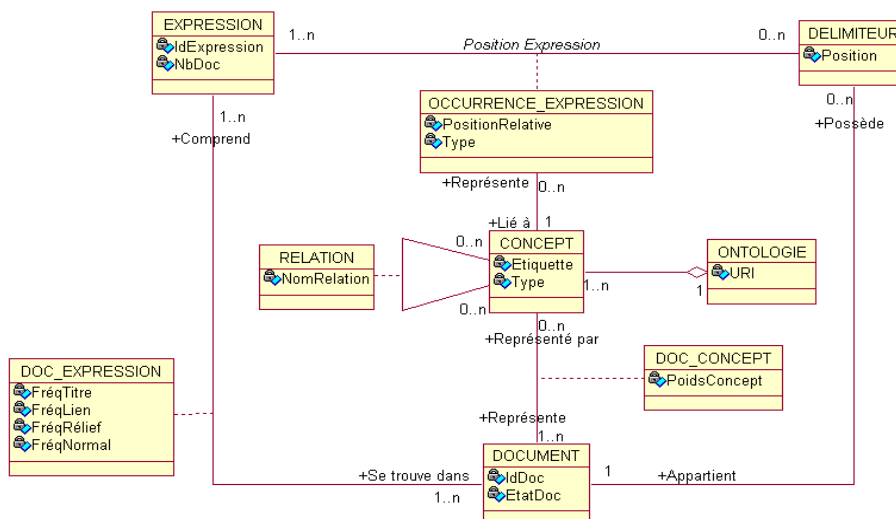 EXPRESSION
IdExpression
NbDoc
1..n
Position Expression
0..n
DELIMITEUR
Position
0..n
+Possède
1..n
+Comprend
OCCURRENCE_EXPRESSION
PositionRelative
Type
+Représente
0..n
+Lié à
1
RELATION
NomRelation
0..n
0..n
CONCEPT
Etiquette
Type
1..n
1
ONTOLOGIE
URI
0..n
+Représenté par
DOC_CONCEPT
PoidsConcept
DOC_EXPRESSION
FréqTitre
FréqLien
FréqRélief
FréqNormal
+Représente
1..n
DOCUMENT
IdDoc
EtatDoc
+Se trouve dans
1..n
1
+Appartient